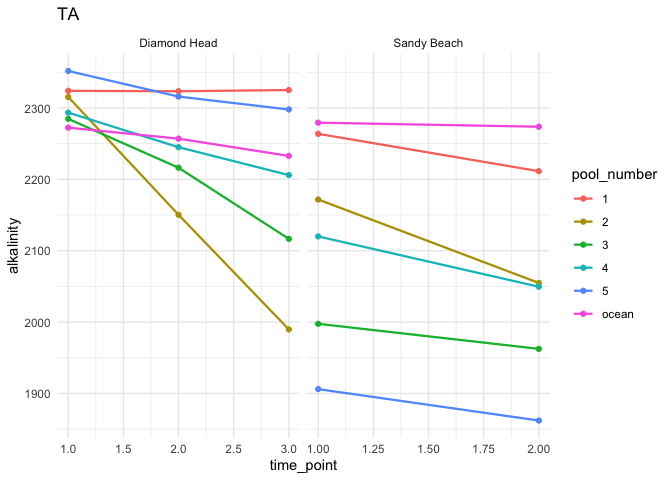 TA
Diamond Head
Sandy Beach
alkalinity
2300
2200
2100
2000
1900
1.0 1.5 2.0 2.5 3.0
1.00 1.25 1.50 1.75 2.00
time_point
pool_number
1
2
3
4
5
ocean